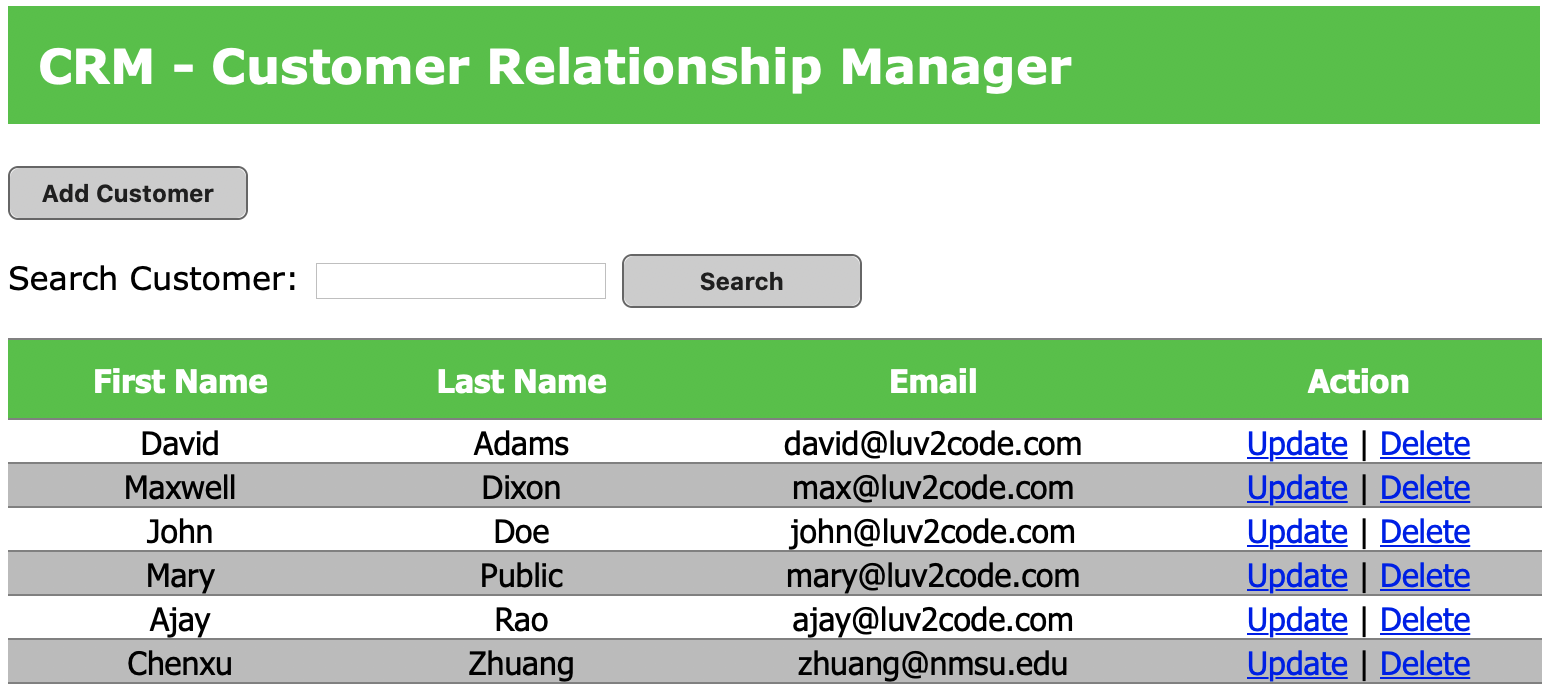 CRM - Customer Relationship Manager
Add Customer
Search Customer: Search
First Name Last Name Email Action
David Adams david@luv2code.com Update | Delete
Maxwell Dixon max@luv2code.com Update | Delete
John Doe john@luv2code.com Update | Delete
Mary Public mary@luv2code.com Update | Delete
Ajay Rao ajay@luv2code.com Update | Delete
Chenxu Zhuang zhuang@nmsu.edu Update | Delete